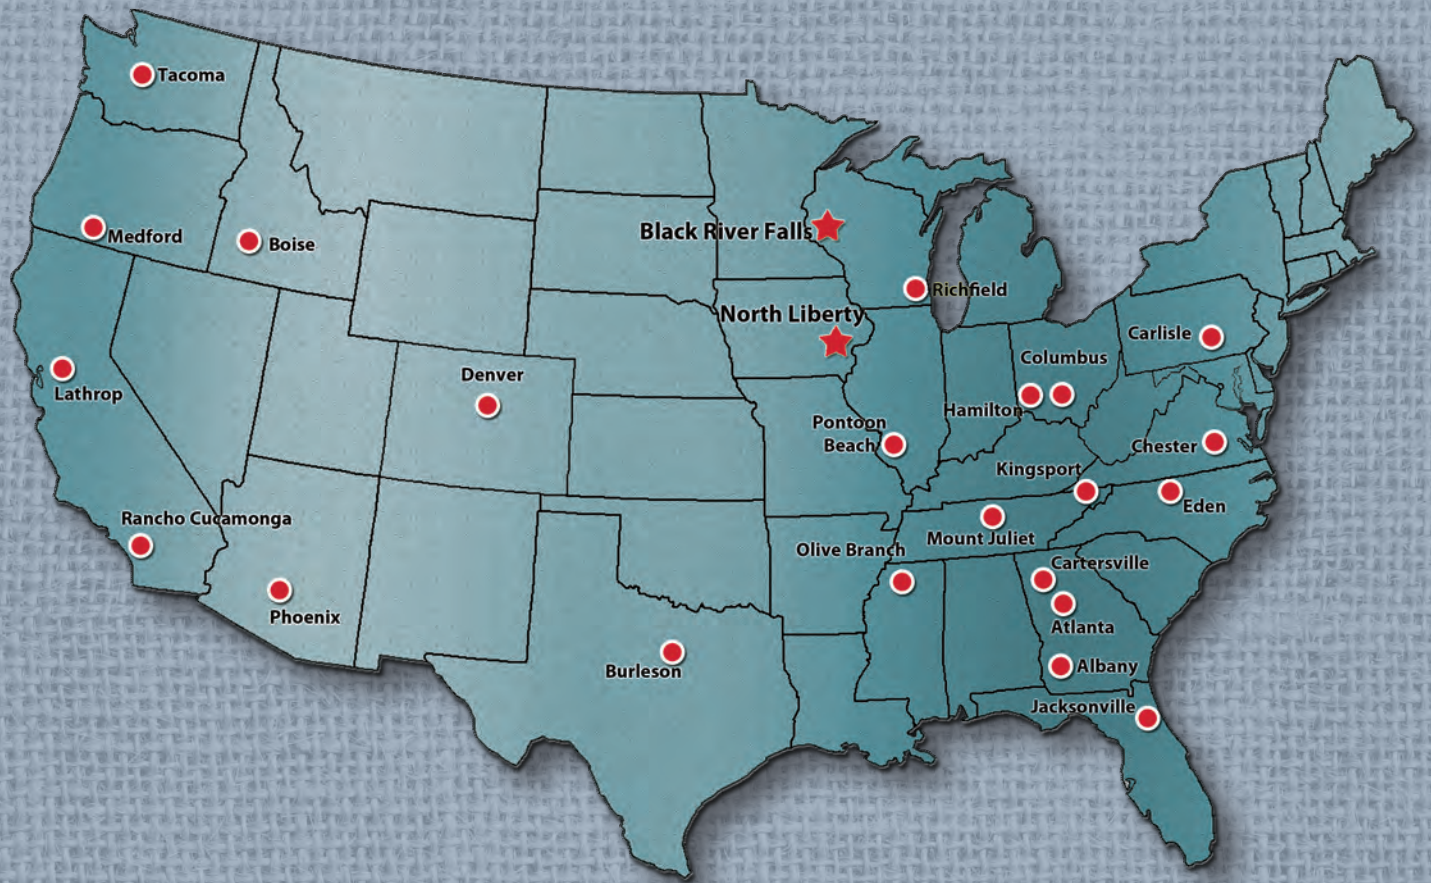 Tacoma
Medford
Boise
Black River Falls
Richfield
North Liberty
Carlisle
Columbus
Lathrop
Denver
Hamilton
Pontoon
Beach
Chester
Kingsport
Eden
Rancho Cucamonga
Mount Juliet
Olive Branch
Cartersville
Phoenix
Atlanta
Burleson
Albany
Jacksonville